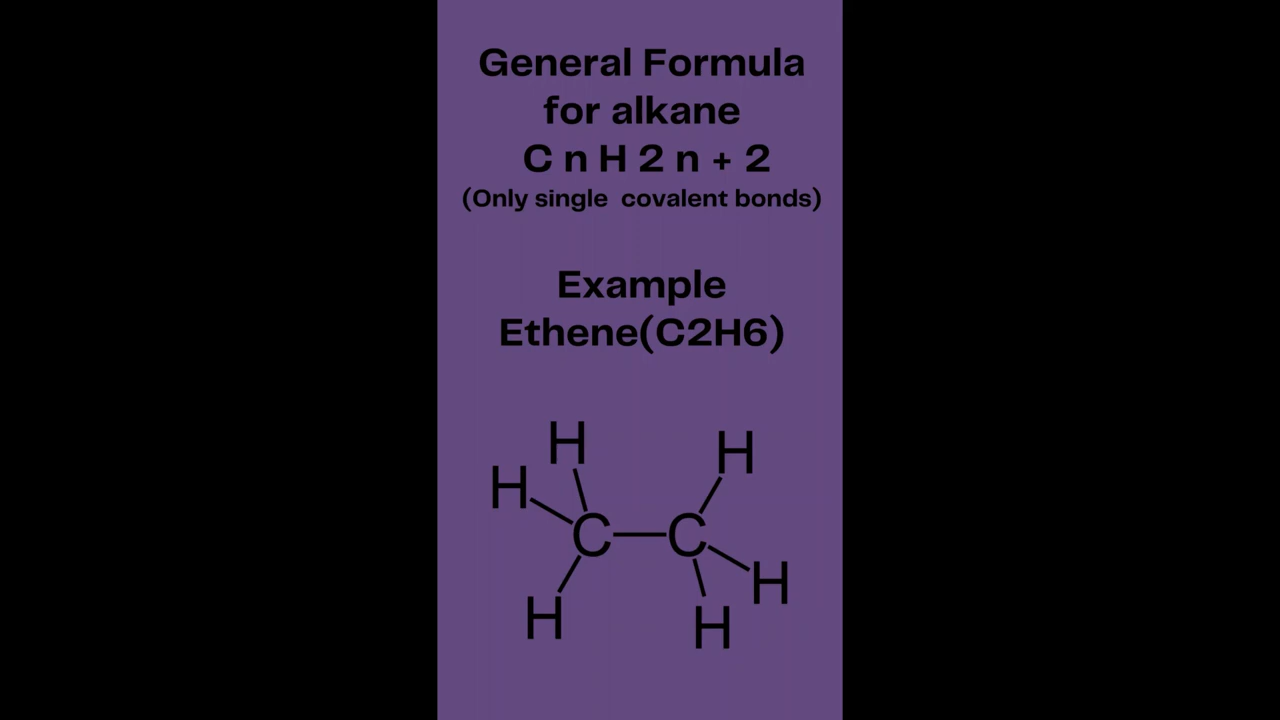 General Formula
for alkane
C n H 2 n + 2
(Only single covalent bonds)
Example
Ethene(C2H6)
H
H
H
C
C
H
H
H